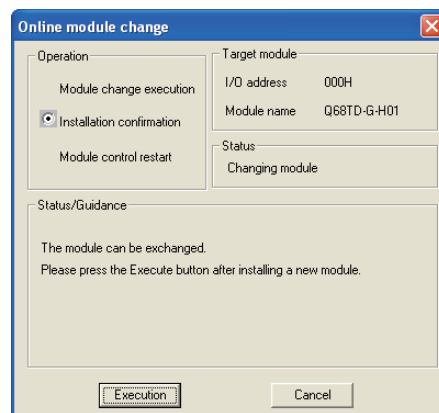 Online module change
Operation
Module change execution
Installation confirmation
Module control restart
Target module
I/O address 000H
Module name Q68TD-G-H01
Status
Changing module
Status/Guidance
The module can be exchanged.
Please press the Execute button after installing a new module.
Execution Cancel